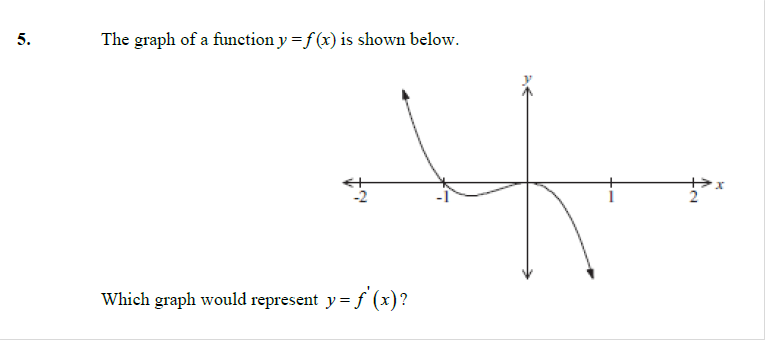 5. The graph of a function y = f(x) is shown below.
y
-2 -1 1 2 x
Which graph would represent y = f'(x)?